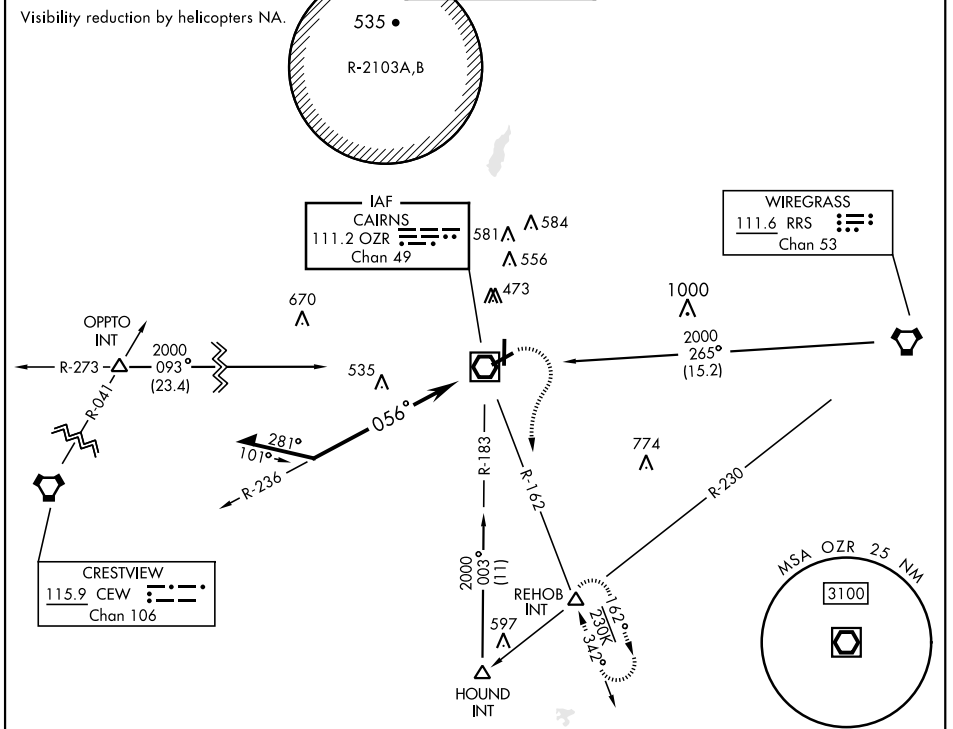 Visibility reduction by helicopters NA.
535
R-2103A,B
IAF
CAIRNS
111.2 OZR
Chan 49
581
584
556
473
WIREGRASS
111.6 RRS
Chan 53
670
1000
OPPTO
INT
R-273
2000
093°
(23.4)
2000
265°
(15.2)
535
R-041
056°
281°
101°
R-236
R-183
R-162
774
R-230
CRESTVIEW
115.9 CEW
Chan 106
2000
003°
(11)
REHOB
INT
162°
230K
342°
597
HOUND
INT
MSA OZR 25 NM
3100